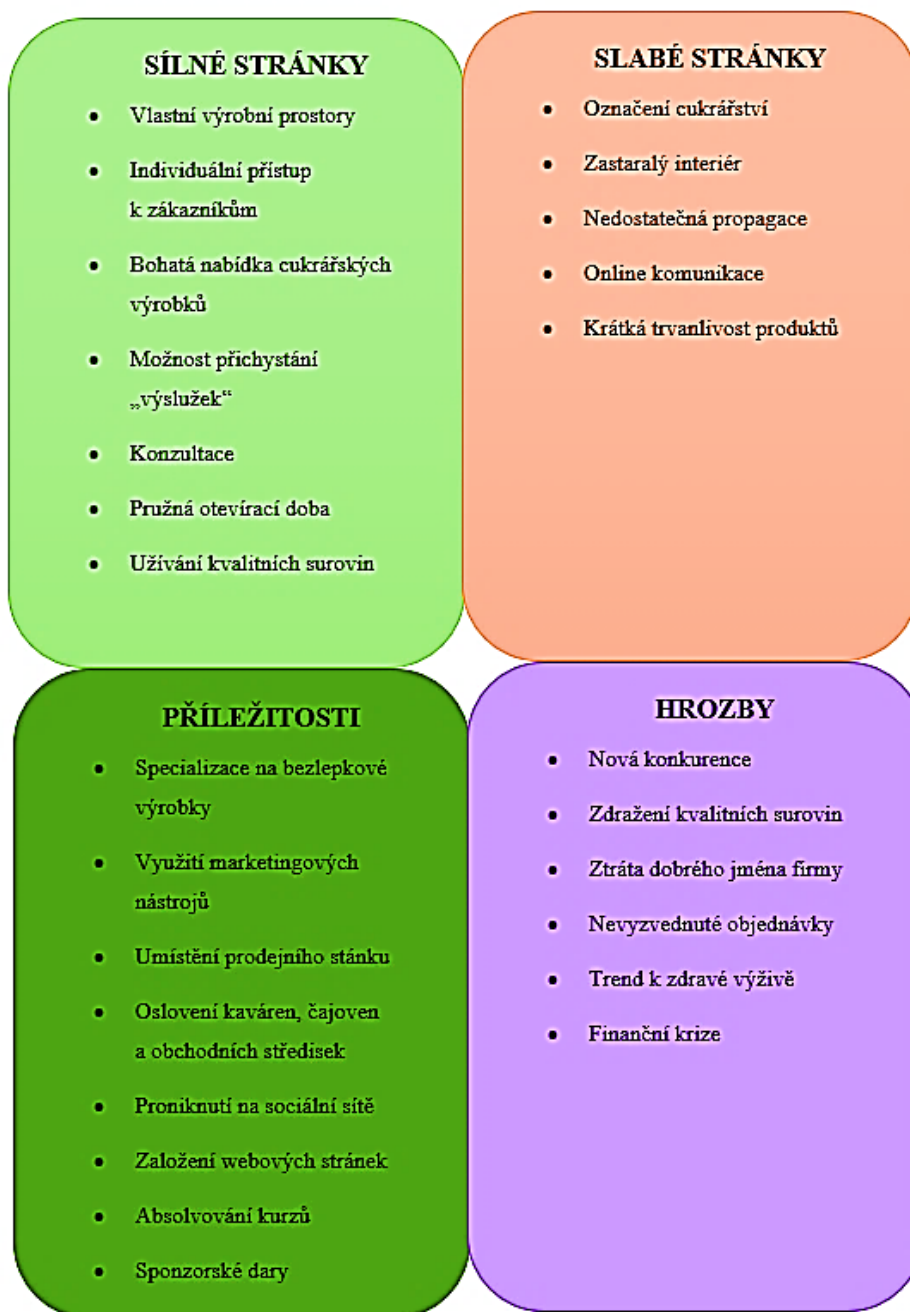 SÍLNÉ STRÁNKY
• Vlastní výrobní prostory
• Individuální přístup
k zákazníkům
• Bohatá nabídka cukrářských
výrobků
• Možnost přichystání
„výslužek“
• Konzultace
• Pružná otevírací doba
• Užívání kvalitních surovin
SLABÉ STRÁNKY
• Označení cukrářství
• Zastaralý interiér
• Nedostatečná propagace
• Online komunikace
• Krátká trvanlivost produktů
PŘÍLEŽITOSTI
• Specializace na bezlepkové
výrobky
• Využití marketingových
nástrojů
• Umístění prodejního stánku
• Oslovení kaváren, čajoven
a obchodních středisek
• Proniknutí na sociální sítě
• Založení webových stránek
• Absolvování kurzů
• Sponzorské dary
HROZBY
• Nová konkurence
• Zdražení kvalitních surovin
• Ztráta dobrého jména firmy
• Nevyzvednuté objednávky
• Trend k zdravé výživě
• Finanční krize